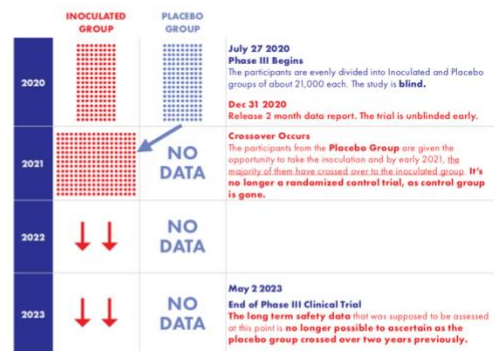 INOCULATED
GROUP
PLACEBO
GROUP
2020
July 27 2020
Phase III Begins
The participants are evenly divided into Inoculated and Placebo
groups of about 21,000 each. The study is blind.
Dec 31 2020
Release 2 month data report. The trial is unblinded early.
2021
NO
DATA
Crossover Occurs
The participants from the Placebo Group are given the
opportunity to take the inoculation and by early 2021, the
majority of them have crossed over to the inoculated group. It's
no longer a randomized control trial, as control group
is gone.
2022
NO
DATA
2023
NO
DATA
May 2 2023
End of Phase III Clinical Trial
The long term safety data that was supposed to be assessed
at this point is no longer possible to ascertain as the
placebo group crossed over two years previously.